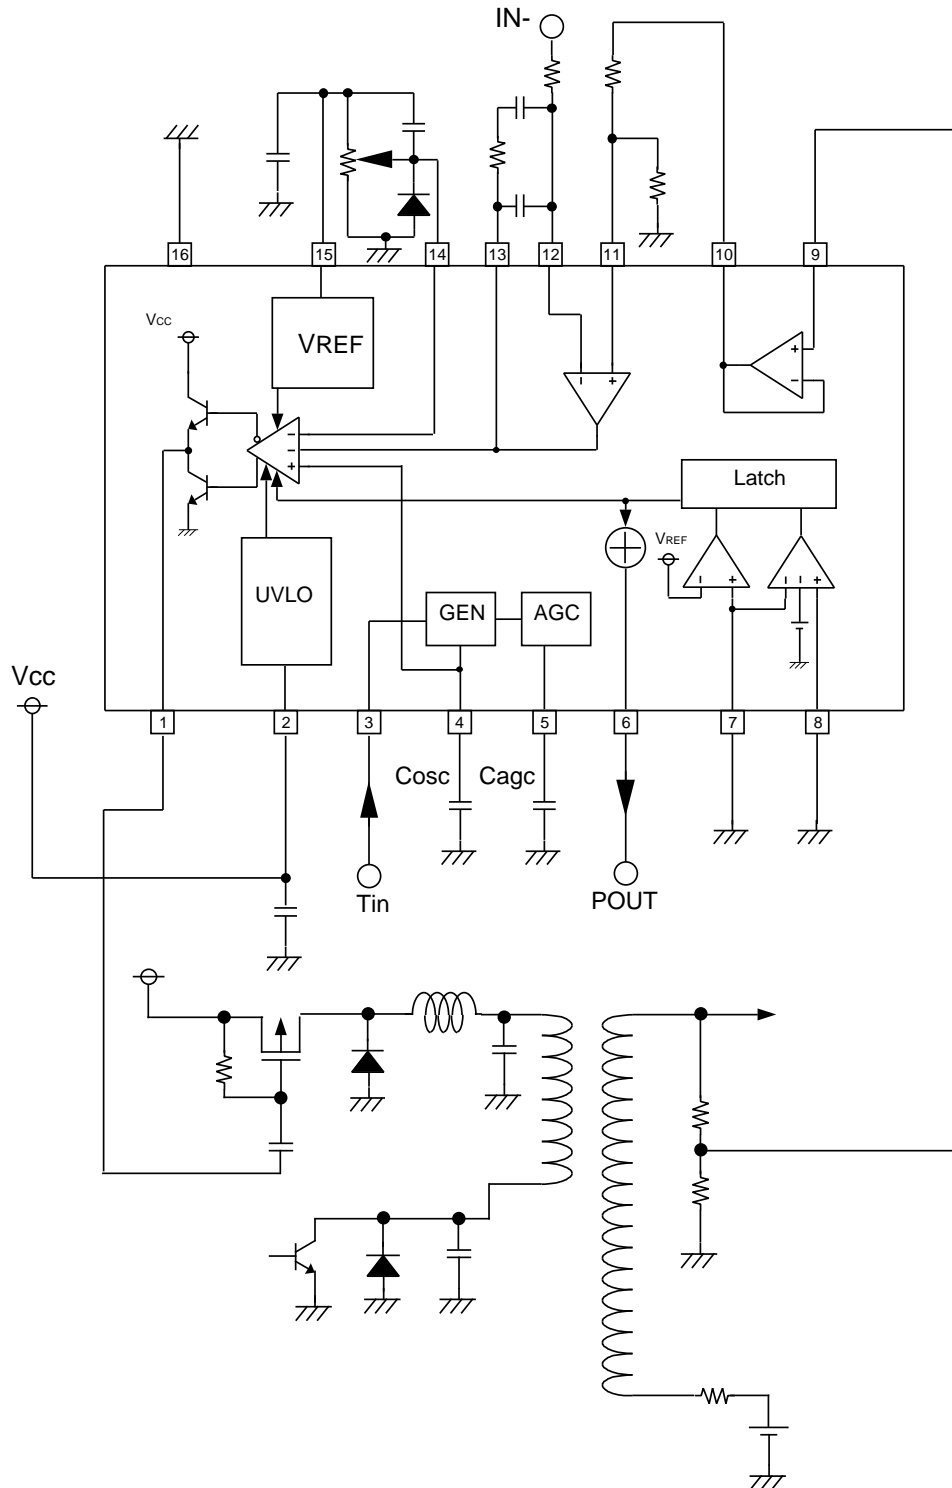 IN-
16
15
14
13
12
11
10
9
Vcc
VREF
+
-
-
+
-
-
+
Latch
VREF
-
+
-
-
+
UVLO
GEN
AGC
Vcc
1
2
3
4
5
6
7
8
Cosc
Cagc
Tin
POUT